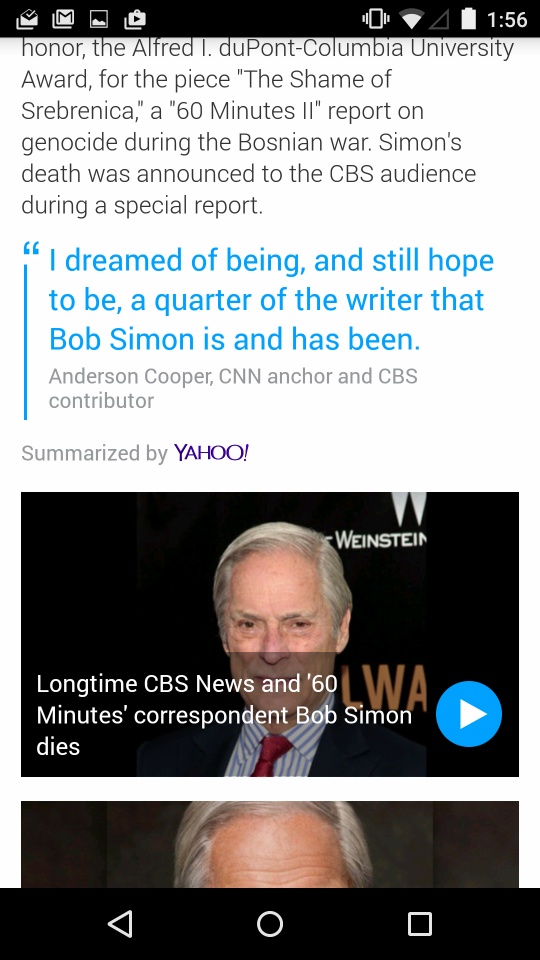 1:56
honor, the Alfred I. duPont-Columbia University
Award, for the piece "The Shame of
Srebrenica," a "60 Minutes II" report on
genocide during the Bosnian war. Simon's
death was announced to the CBS audience
during a special report.
“ I dreamed of being, and still hope
to be, a quarter of the writer that
Bob Simon is and has been.
Anderson Cooper, CNN anchor and CBS
contributor
Summarized by YAHOO!
W
WEINSTEIN
LWA
Longtime CBS News and '60
Minutes' correspondent Bob Simon
dies